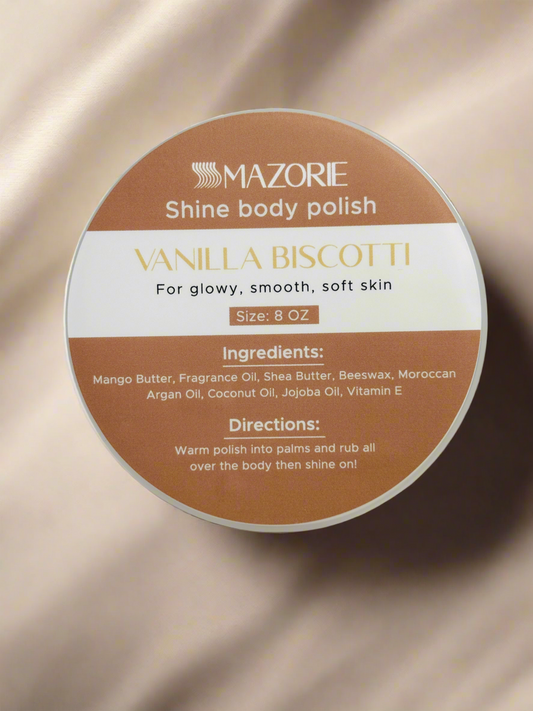 MAZORIE
Shine body polish
VANILLA BISCOTTI
For glowy, smooth, soft skin
Size: 8 OZ
Ingredients:
Mango Butter, Fragrance Oil, Shea Butter, Beeswax, Moroccan
Argan Oil, Coconut Oil, Jojoba Oil, Vitamin E
Directions:
Warm polish into palms and rub all
over the body then shine on!